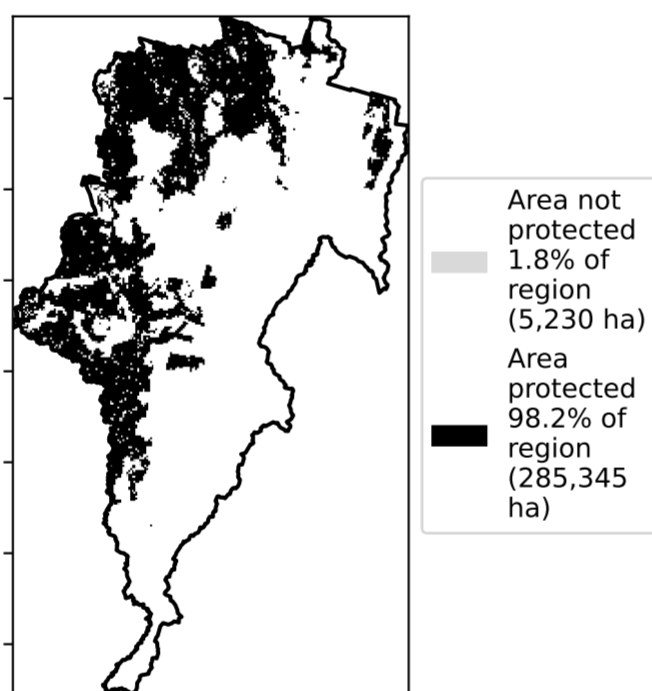 Area not
protected
1.8% of
region
(5,230 ha)
Area
protected
98.2% of
region
(285,345
ha)